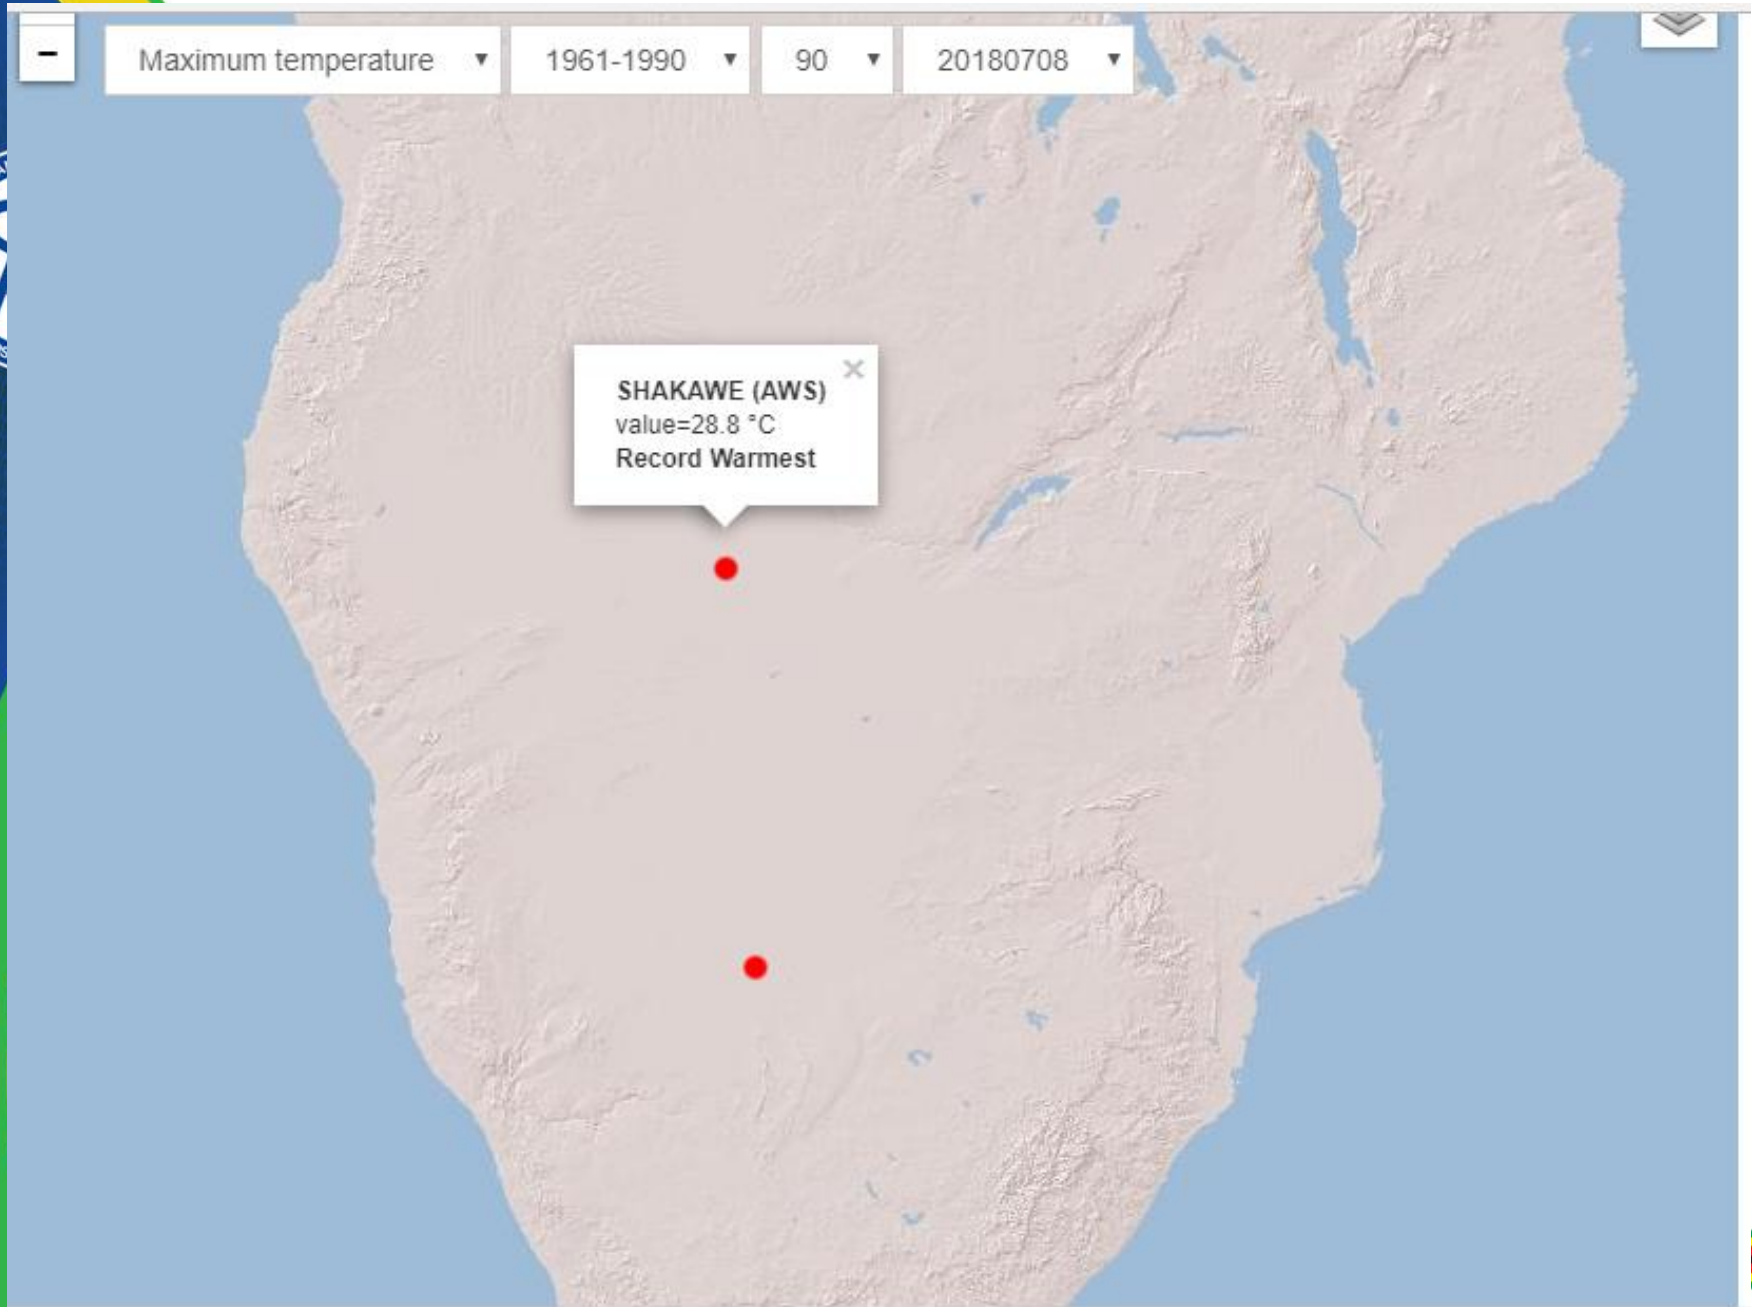 Maximum temperature 1961-1990 90 20180708
SHAKAWE (AWS)
value=28.8 °C
Record Warmest